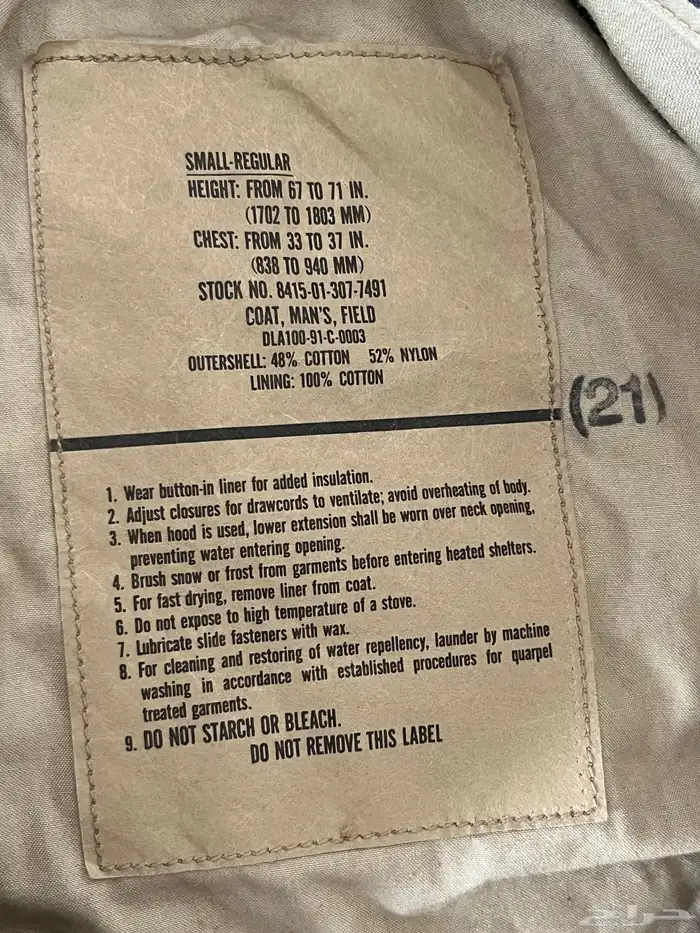 SMALL-REGULAR
HEIGHT: FROM 67 TO 71 IN.
(1702 TO 1803 MM)
CHEST: FROM 33 TO 37 IN.
(838 TO 940 MM)
STOCK NO. 8415-01-307-7491
COAT, MAN'S, FIELD
DLA100-91-C-0003
OUTERSHELL: 48% COTTON 52% NYLON
LINING: 100% COTTON
(21)
1. Wear button-in liner for added insulation.
2. Adjust closures for drawcords to ventilate; avoid overheating of body.
3. When hood is used, lower extension shall be worn over neck opening,
preventing water entering opening.
4. Brush snow or frost from garments before entering heated shelters.
5. For fast drying, remove liner from coat.
6. Do not expose to high temperature of a stove.
7. Lubricate slide fasteners with wax.
8. For cleaning and restoring of water repellency, launder by machine
washing in accordance with established procedures for quarpel
treated garments.
9. DO NOT STARCH OR BLEACH.
DO NOT REMOVE THIS LABEL
حراج